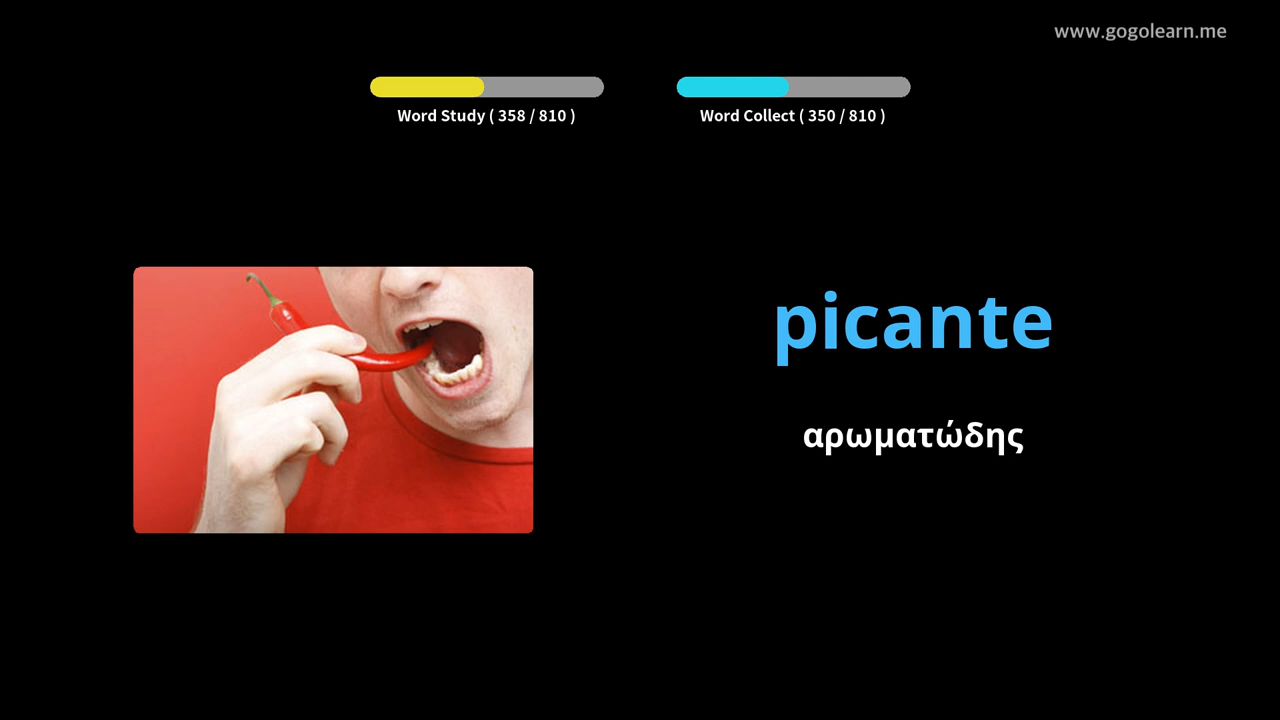 www.gogolearn.me
Word Study ( 358 / 810 )
Word Collect ( 350 / 810 )
picante
αρωματώδης